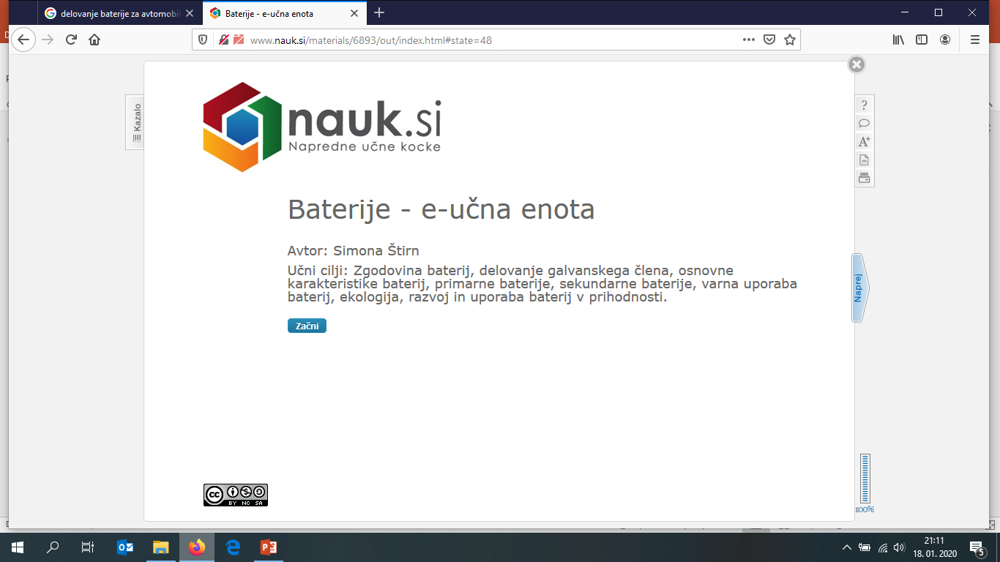 delovanje baterije za avtomobil
Baterije - e-učna enota
www.nauk.si/materials/6893/out/index.html#state=48
Kazalo
nauk.si
Napredne učne kocke
?
A+
Baterije - e-učna enota
Avtor: Simona Štirn
Učni cilji: Zgodovina baterij, delovanje galvanskega člena, osnovne
karakteristike baterij, primarne baterije, sekundarne baterije, varna uporaba
baterij, ekologija, razvoj in uporaba baterij v prihodnosti.
Začni
Naprej
cc
BY NC SA
100%
21:11
18. 01. 2020
5